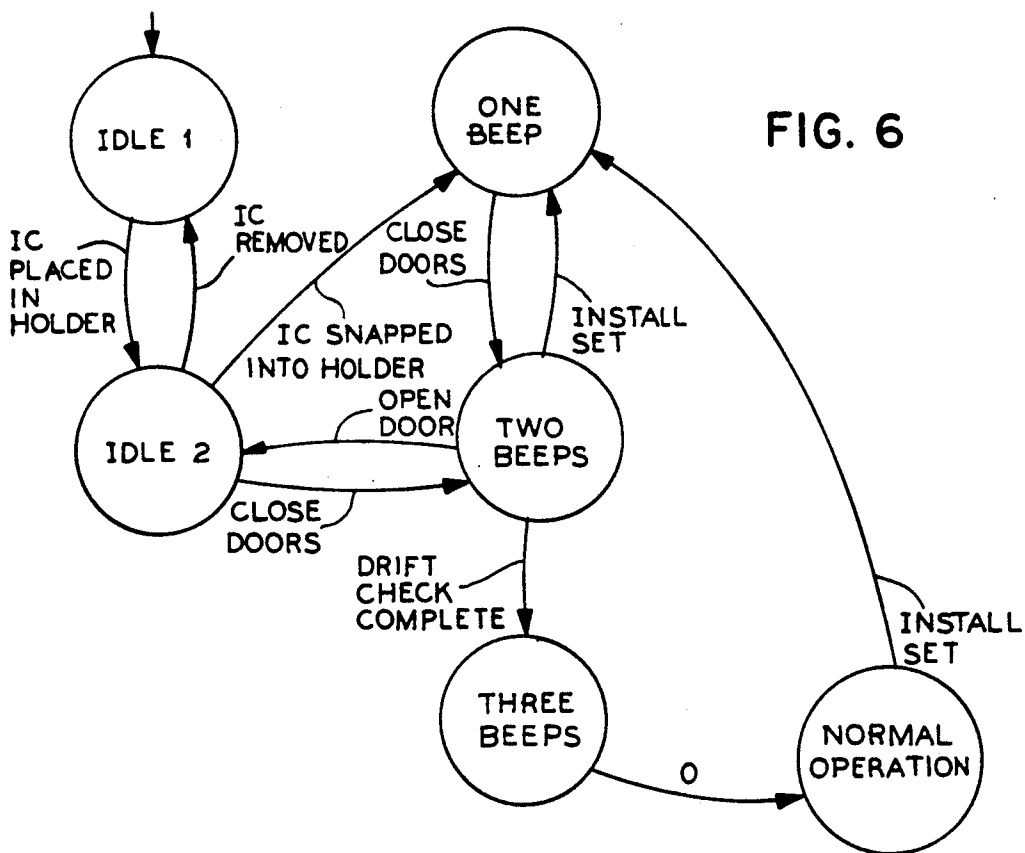 FIG. 6
IDLE 1
ONE
BEEP
IC
PLACED
IN
HOLDER
IC
REMOVED
CLOSE
DOORS
INSTALL
SET
IC SNAPPED
INTO HOLDER
OPEN
DOOR
IDLE 2
TWO
BEEPS
CLOSE
DOORS
DRIFT
CHECK
COMPLETE
INSTALL
SET
THREE
BEEPS
O
NORMAL
OPERATION